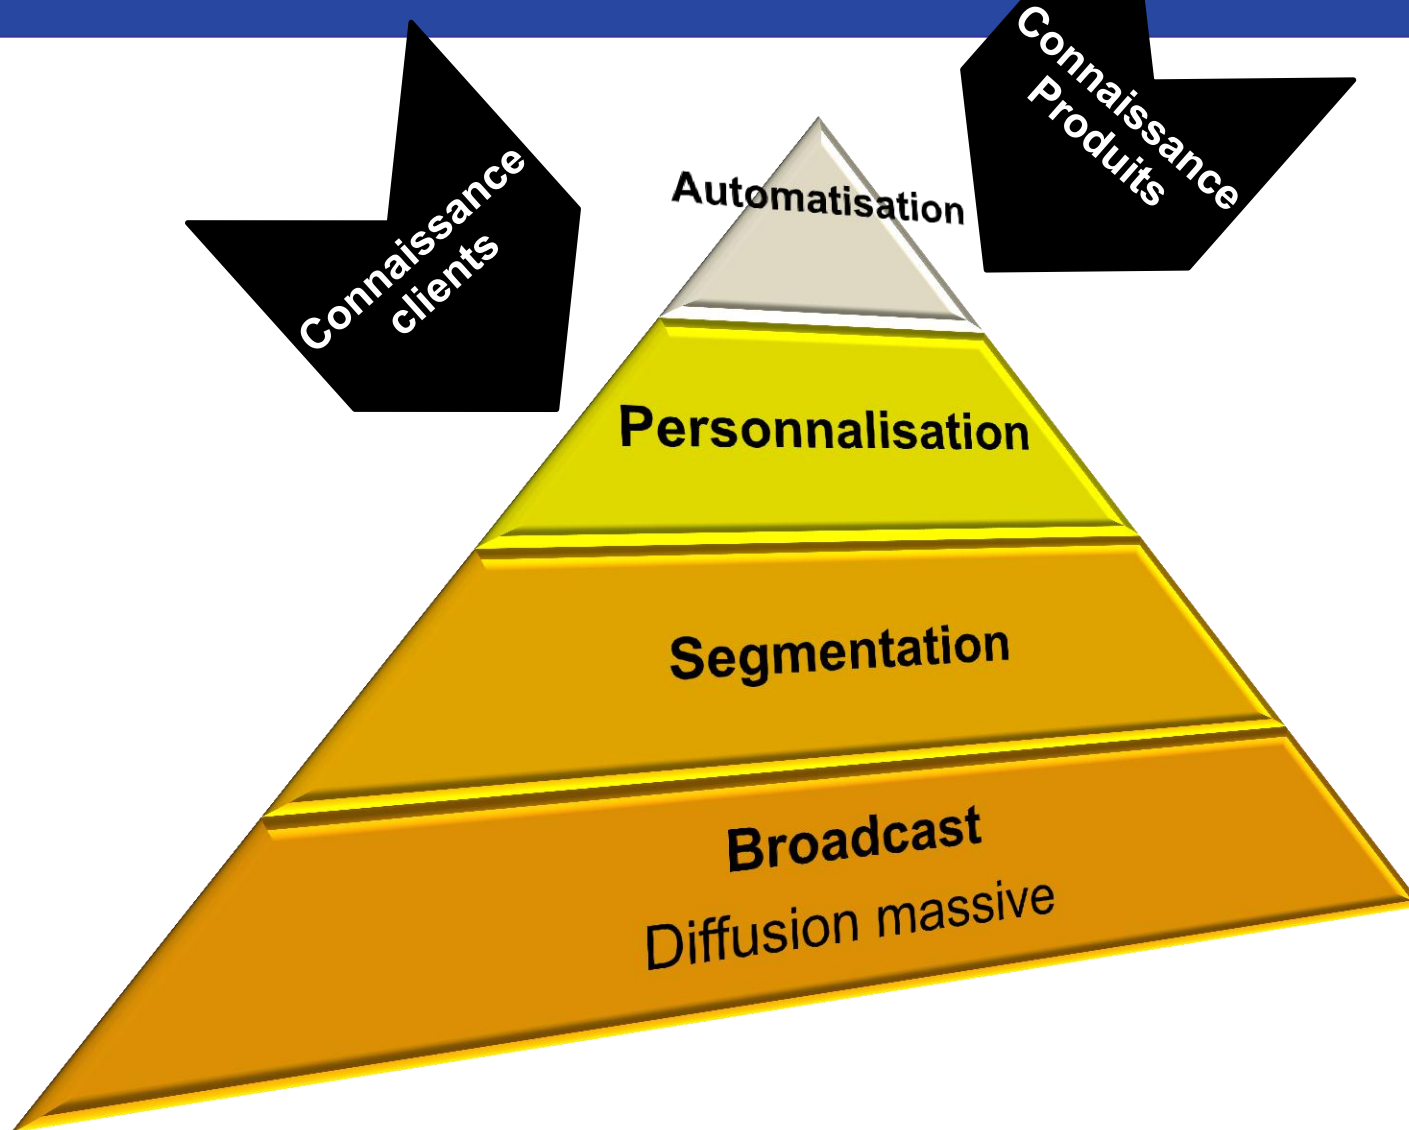 Connaissance
clients
Connaissance
Produits
Automatisation
Personnalisation
Segmentation
Broadcast
Diffusion massive